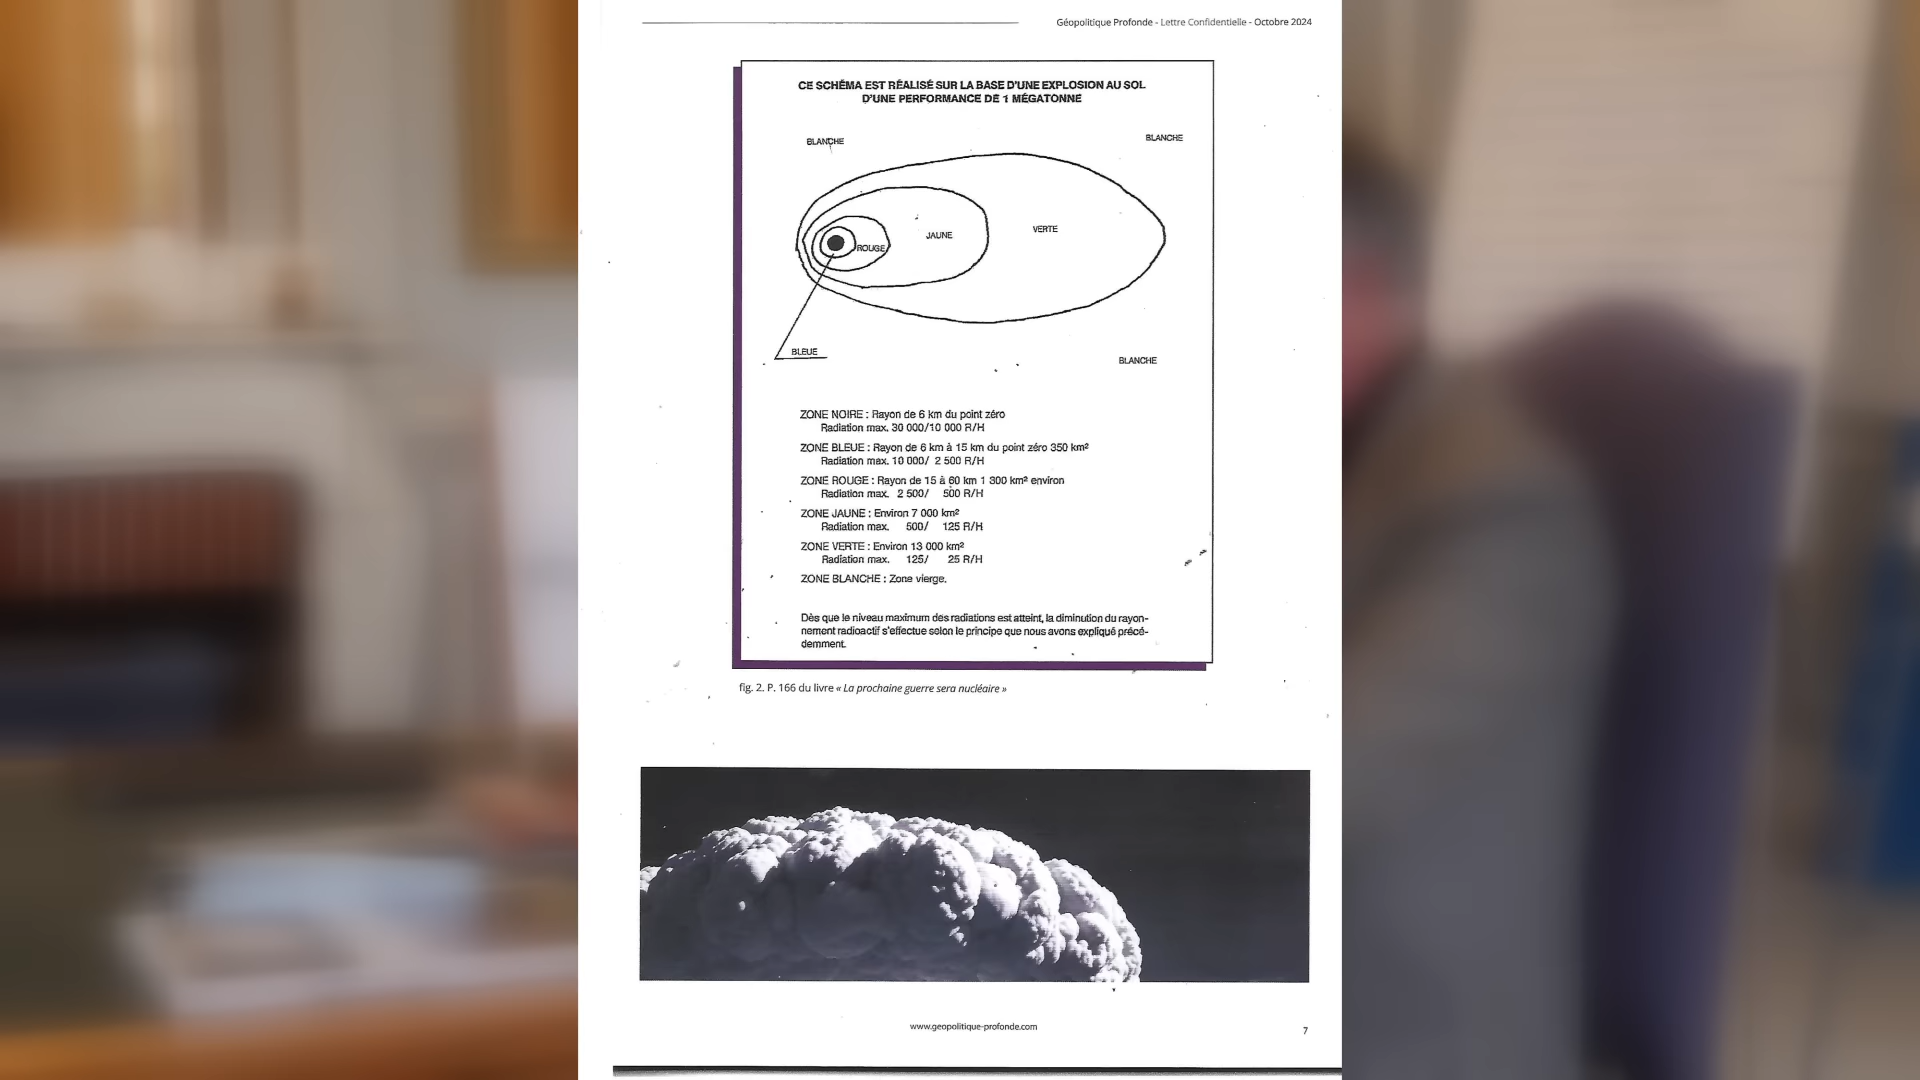 Géopolitique Profonde - Lettre Confidentielle - Octobre 2024
CE SCHÉMA EST RÉALISÉ SUR LA BASE D'UNE EXPLOSION AU SOL
D'UNE PERFORMANCE DE 1 MÉGATONNE
BLANCHE
BLANCHE
ROUGE
JAUNE
VERTE
BLEUE
BLANCHE
ZONE NOIRE : Rayon de 6 km du point zéro
Radiation max. 30 000/10 000 R/H
ZONE BLEUE : Rayon de 6 km à 15 km du point zéro 350 km²
Radiation max. 10 000/ 2 500 R/H
ZONE ROUGE : Rayon de 15 à 60 km 1 300 km² environ
Radiation max. 2 500/ 500 R/H
ZONE JAUNE : Environ 7 000 km²
Radiation max. 500/ 125 R/H
ZONE VERTE : Environ 13 000 km²
Radiation max. 125/ 25 R/H
ZONE BLANCHE : Zone vierge.
Dès que le niveau maximum des radiations est atteint, la diminution du rayon-
nement radioactif s'effectue selon le principe que nous avons expliqué précé-
demment.
fig. 2. P. 166 du livre « La prochaine guerre sera nucléaire »
www.geopolitique-profonde.com
7